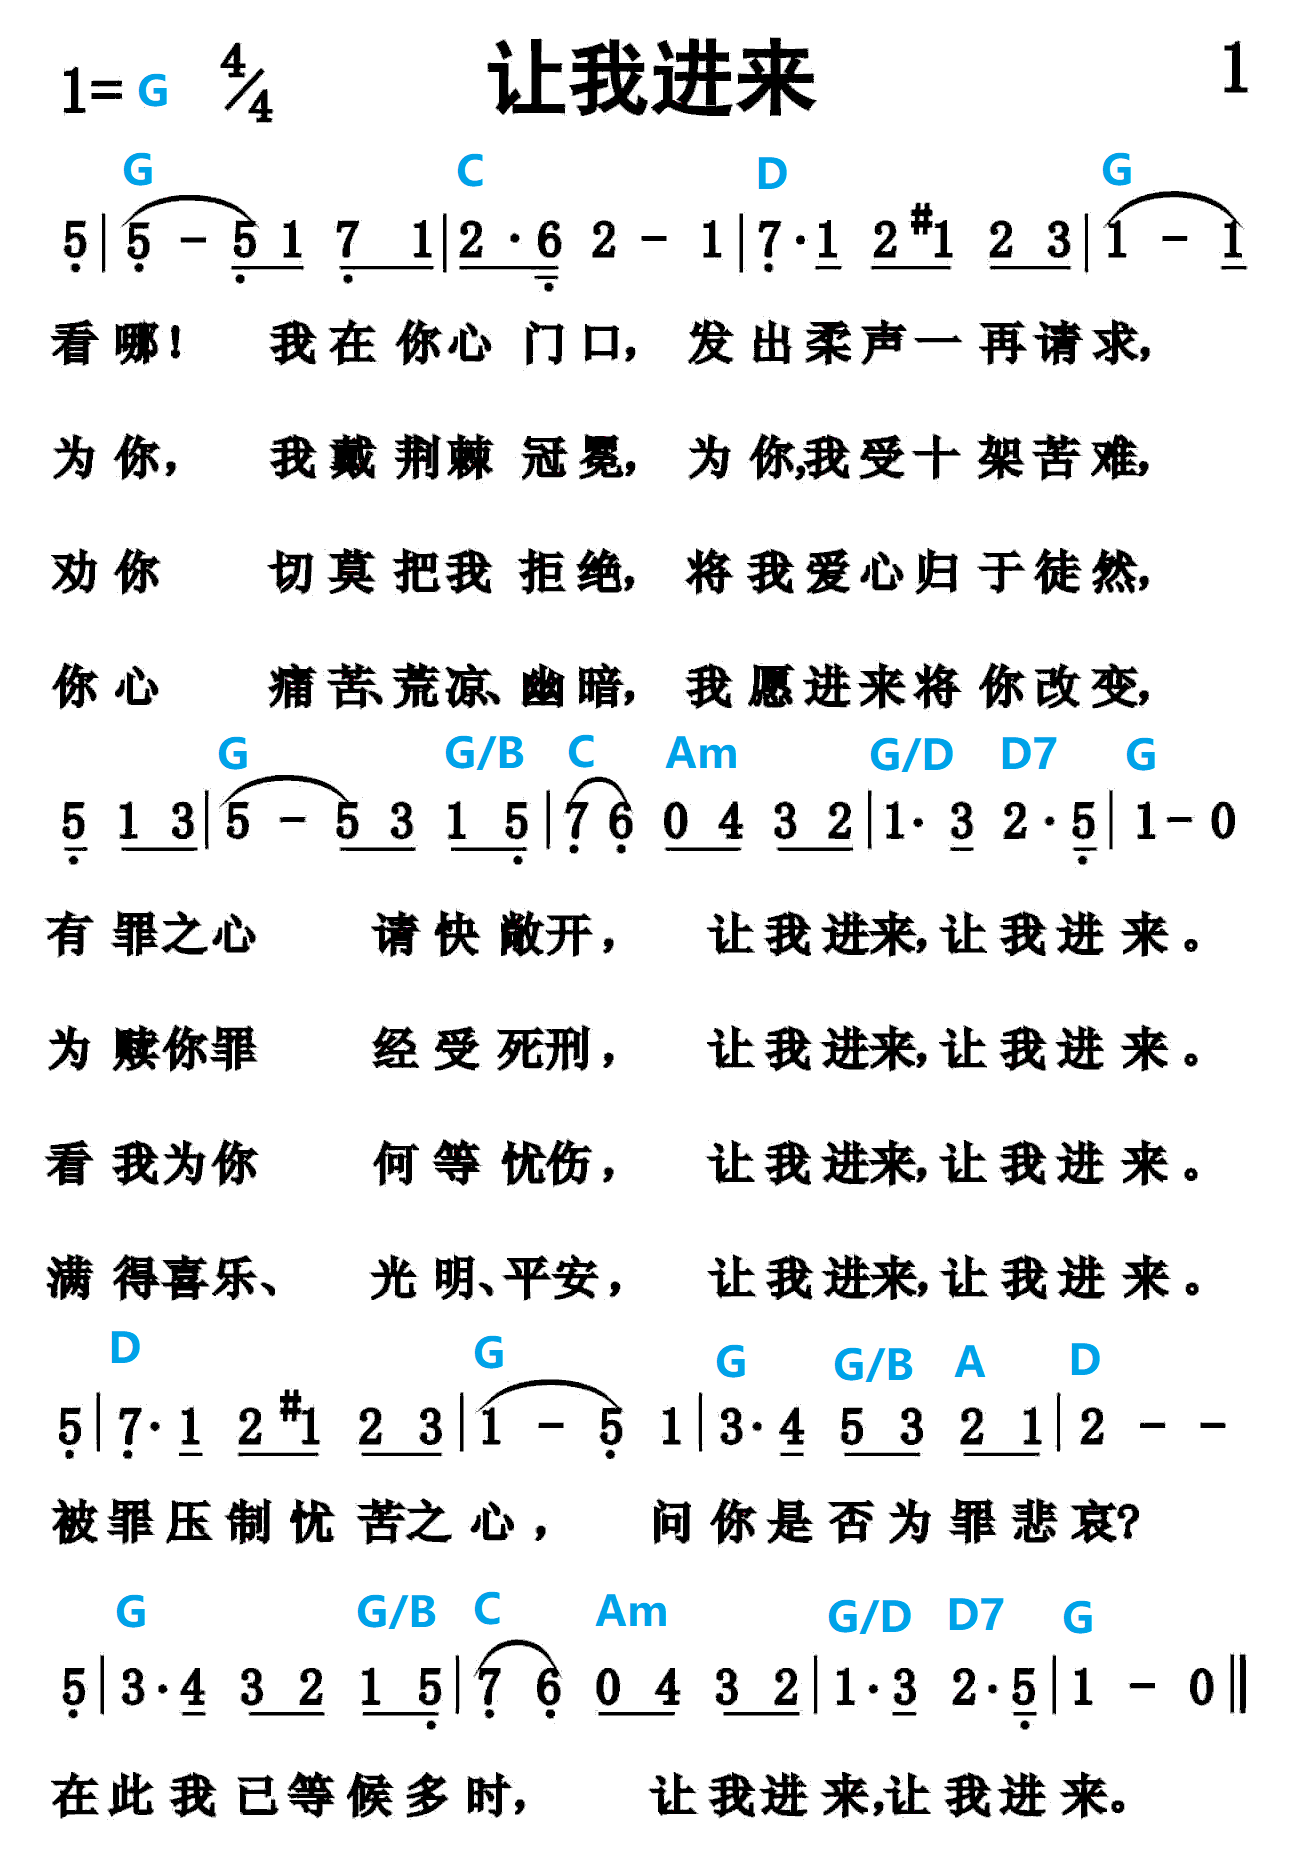 1= G 4/4 让我进来 1
G C D G
5 | 5 - 5 1 7 1 | 2 · 6 2 - 1 | 7 · 1 2 #1 2 3 | 1 - 1
看哪! 我在你心门口, 发出柔声一再请求,
为你, 我戴荆棘冠冕, 为你,我受十架苦难,
劝你 切莫把我拒绝, 将我爱心归于徒然,
你心 痛苦、荒凉、幽暗, 我愿进来将你改变,
G G/B C Am G/D D7 G
5 1 3 | 5 - 5 3 1 5 | 7 6 0 4 3 2 | 1 · 3 2 · 5 | 1 - 0
有罪之心 请快敞开, 让我进来,让我进来。
为赎你罪 经受死刑, 让我进来,让我进来。
看我为你 何等忧伤, 让我进来,让我进来。
满得喜乐、 光明、平安, 让我进来,让我进来。
D G G G/B A D
5 | 7 · 1 2 #1 2 3 | 1 - 5 1 | 3 · 4 5 3 2 1 | 2 - -
被罪压制忧苦之心, 问你是否为罪悲哀?
G G/B C Am G/D D7 G
5 | 3 · 4 3 2 1 5 | 7 6 0 4 3 2 | 1 · 3 2 · 5 | 1 - 0 ||
在此我已等候多时, 让我进来,让我进来。